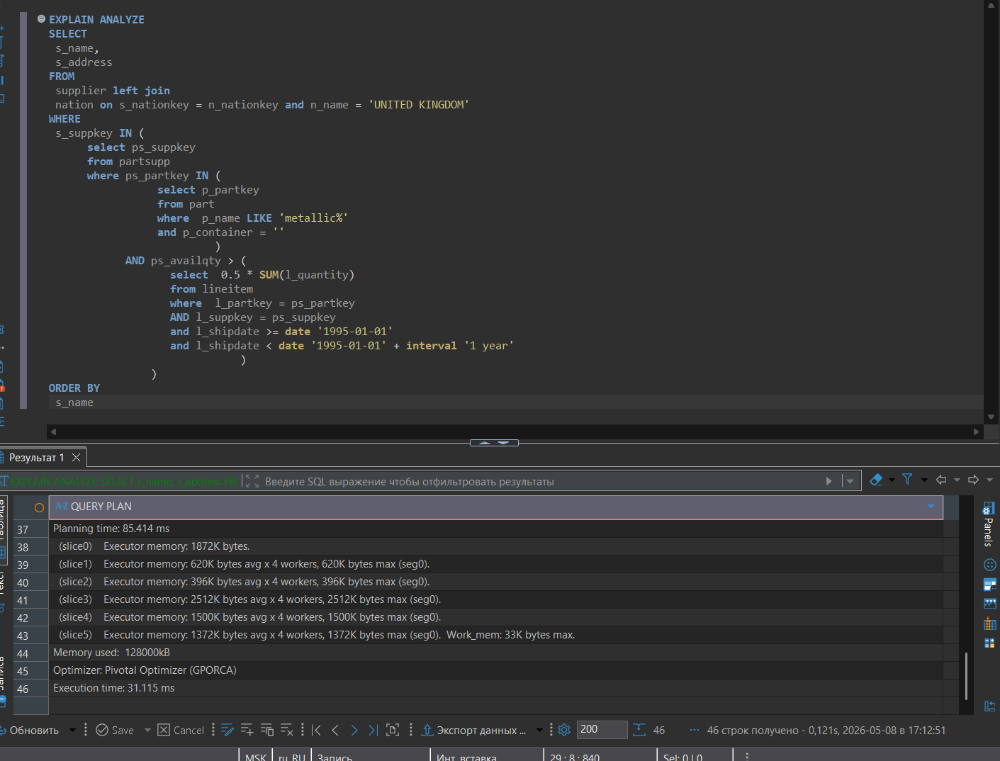 EXPLAIN ANALYZE
SELECT
s_name,
s_address
FROM
supplier left join
nation on s_nationkey = n_nationkey and n_name = 'UNITED KINGDOM'
WHERE
s_suppkey IN (
select ps_suppkey
from partsupp
where ps_partkey IN (
select p_partkey
from part
where  p_name LIKE 'metallic%'
and p_container = ''
)
AND ps_availqty > (
select  0.5 * SUM(l_quantity)
from lineitem
where  l_partkey = ps_partkey
AND l_suppkey = ps_suppkey
and l_shipdate >= date '1995-01-01'
and l_shipdate < date '1995-01-01' + interval '1 year'
)
)
ORDER BY
s_name
Результат 1
EXPLAIN ANALYZE SELECT s_name, s_address FR
Введите SQL выражение чтобы отфильтровать результаты
A-Z QUERY PLAN
37 Planning time: 85.414 ms
38 (slice0) Executor memory: 1872K bytes.
39 (slice1) Executor memory: 620K bytes avg x 4 workers, 620K bytes max (seg0).
40 (slice2) Executor memory: 396K bytes avg x 4 workers, 396K bytes max (seg0).
41 (slice3) Executor memory: 2512K bytes avg x 4 workers, 2512K bytes max (seg0).
42 (slice4) Executor memory: 1500K bytes avg x 4 workers, 1500K bytes max (seg0).
43 (slice5) Executor memory: 1372K bytes avg x 4 workers, 1372K bytes max (seg0). Work_mem: 33K bytes max.
44 Memory used: 128000kB
45 Optimizer: Pivotal Optimizer (GPORCA)
46 Execution time: 31.115 ms
Panels
Обновить Save Cancel Экспорт данных ... 200 46 ... 46 строк получено - 0,121s, 2026-05-08 в 17:12:51
MSK ru_RU Запись Инт. вставка 29 : 8 : 840 Sel: 0 | 0